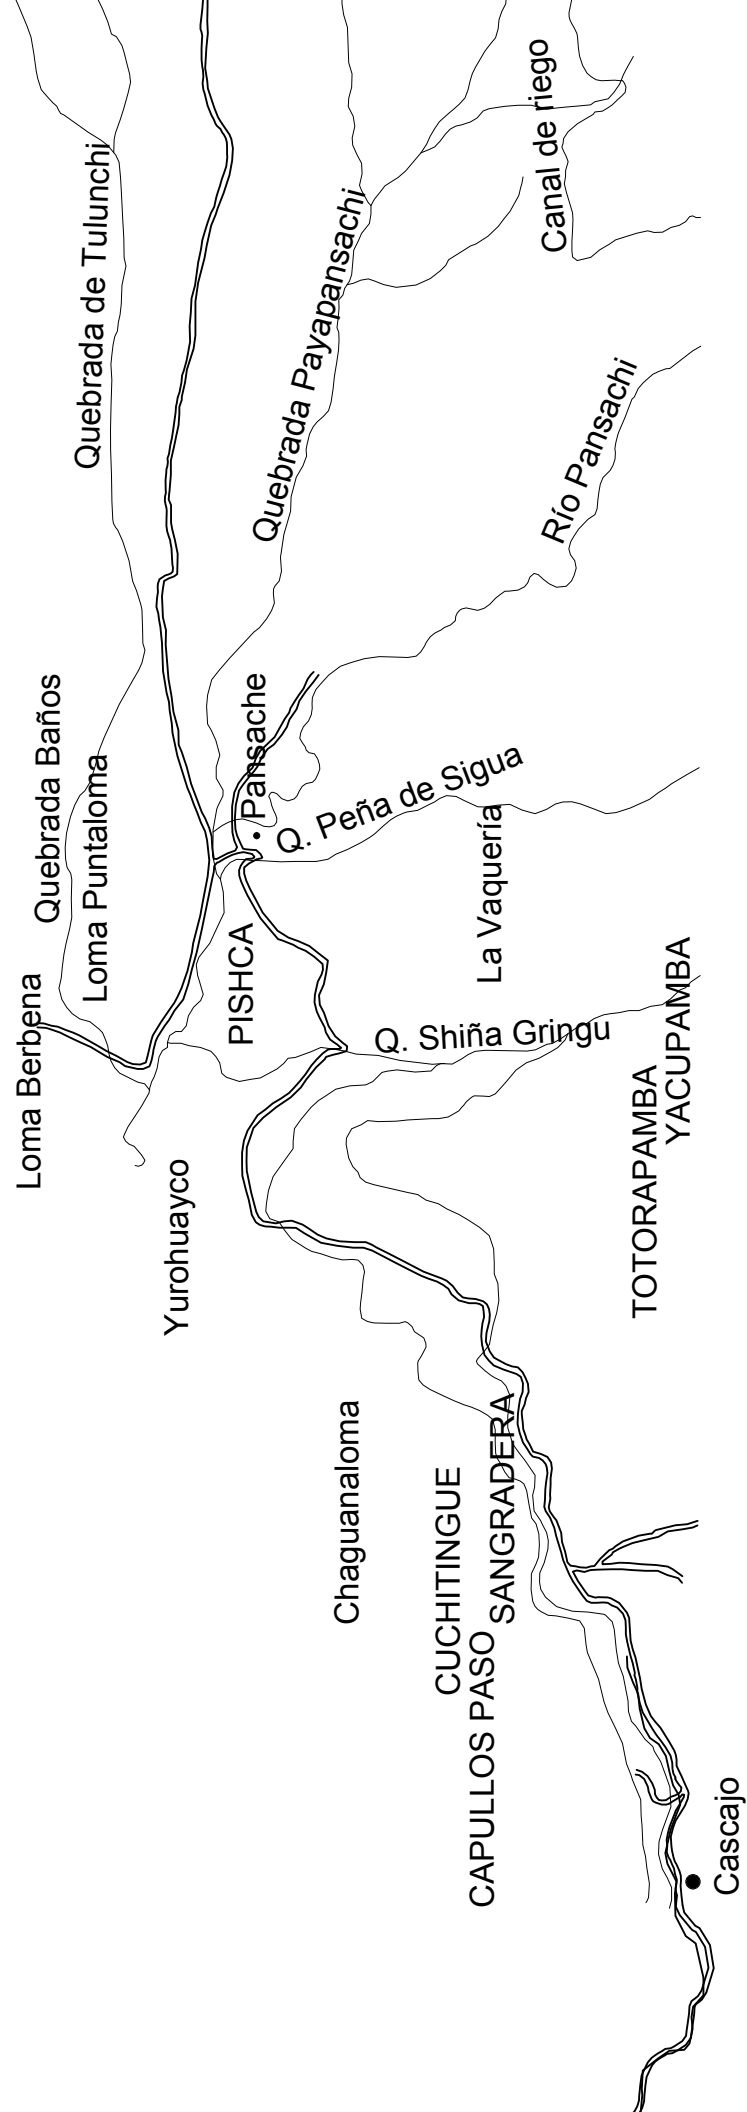 Quebrada de Tulunchi
Canal de riego
Quebrada Payapansachi
Río Pansachi
Quebrada Baños
Loma Puntaloma
Pansache
Q. Peña de Sigua
La Vaquería
Loma Berbena
PISHCA
Q. Shiña Gringu
YACUPAMBA
TOTORAPAMBA
Yurohuayco
Chaguanaloma
CUCHITINGUE
SANGRADERA
CAPULLOS PASO
Cascajo